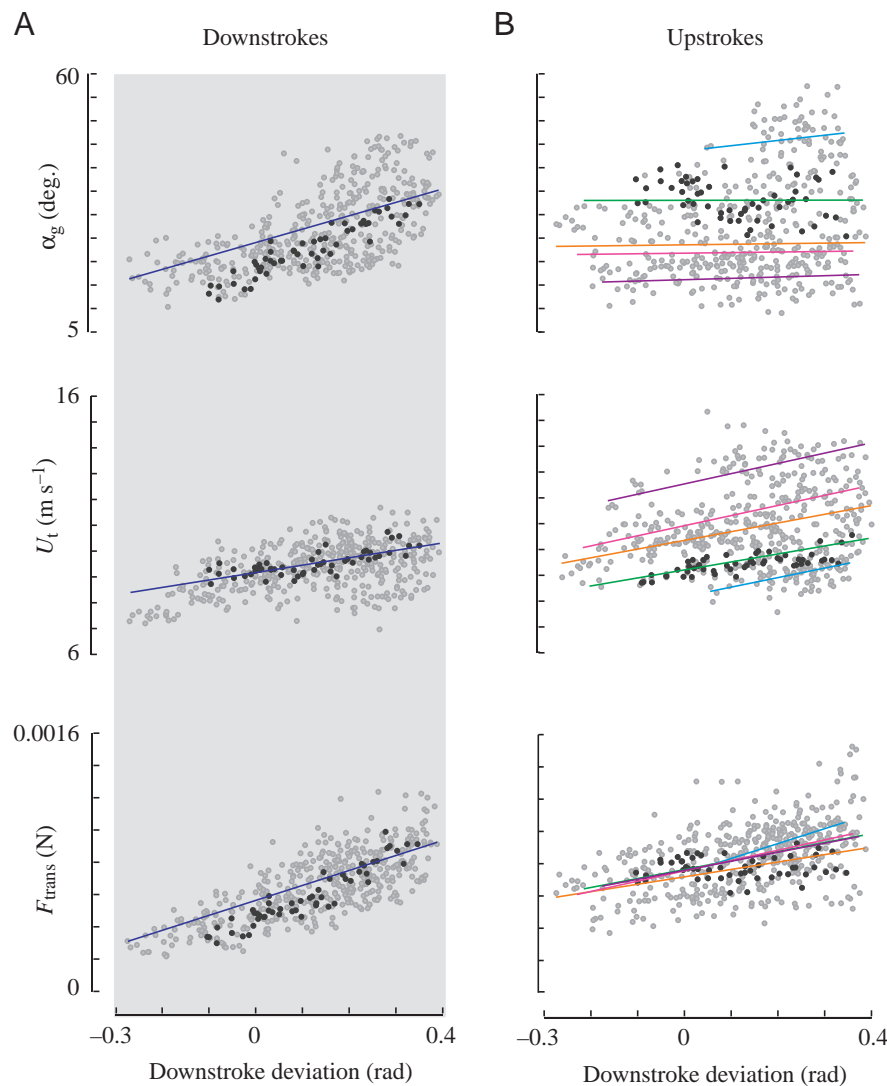 A
Downstrokes
B
Upstrokes
60
α_g (deg.)
5
16
U_t (m s⁻¹)
6
0.0016
F_trans (N)
0
–0.3
0
0.4
–0.3
0
0.4
Downstroke deviation (rad)
Downstroke deviation (rad)